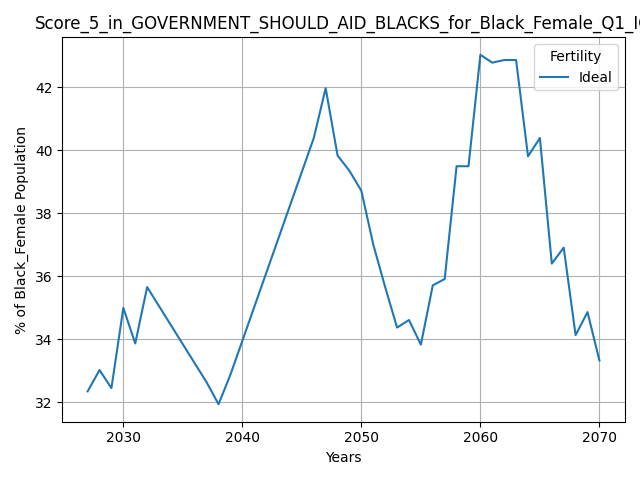 Score_5_in_GOVERNMENT_SHOULD_AID_BLACKS_for_Black_Female_Q1_I
Fertility
Ideal
42
40
38
36
34
32
% of Black_Female Population
2030 2040 2050 2060 2070
Years